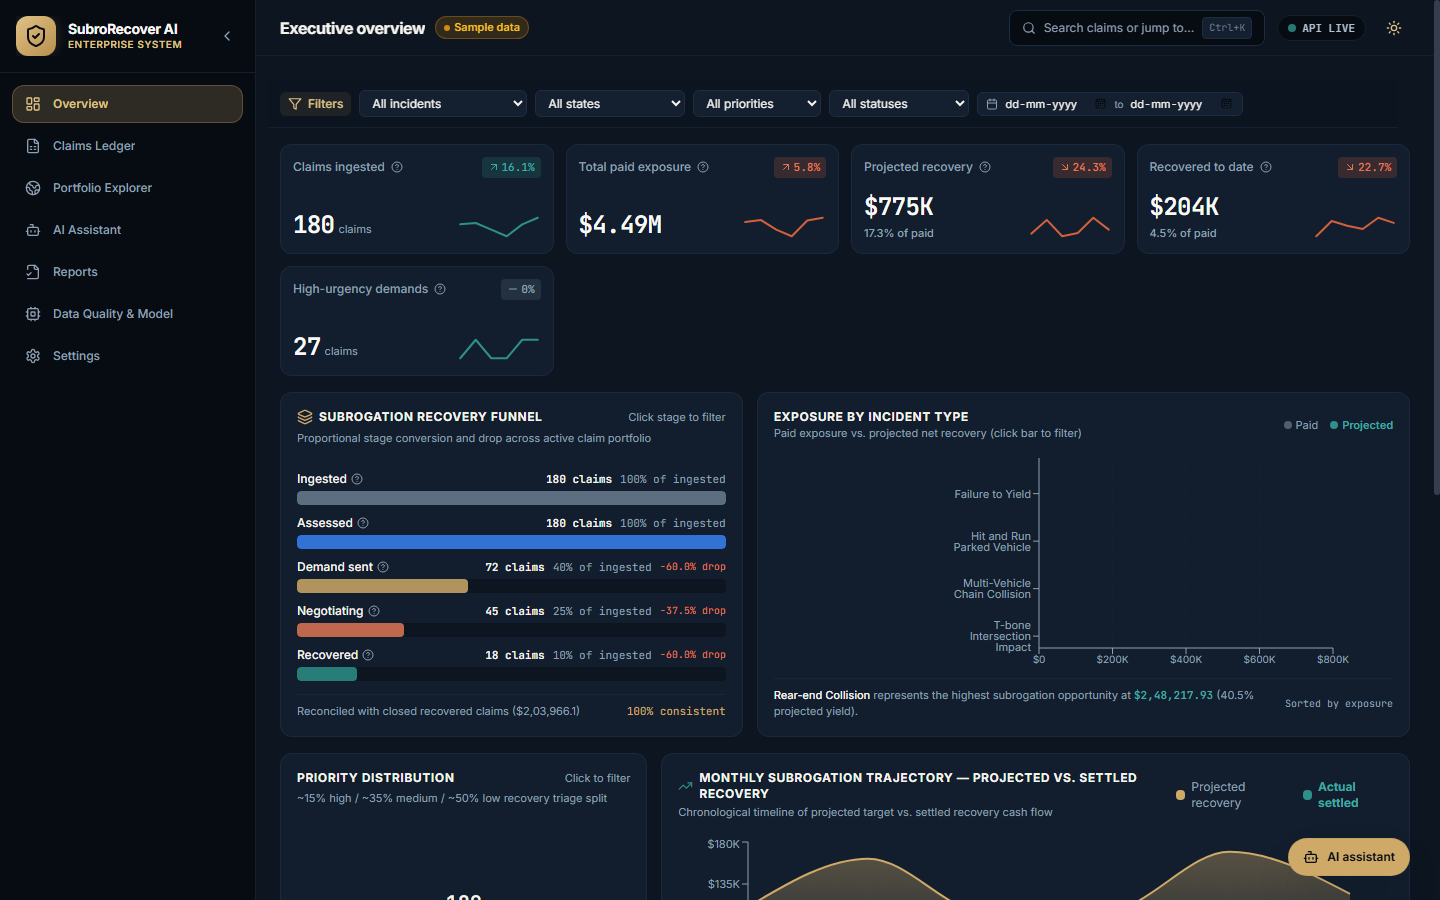 SubroRecover AI
ENTERPRISE SYSTEM
Overview
Claims Ledger
Portfolio Explorer
AI Assistant
Reports
Data Quality & Model
Settings
Executive overview
Sample data
Search claims or jump to...
Ctrl+K
API LIVE
Filters
All incidents
All states
All priorities
All statuses
dd-mm-yyyy to dd-mm-yyyy
Claims ingested
16.1%
180 claims
Total paid exposure
5.8%
$4.49M
Projected recovery
24.3%
$775K
17.3% of paid
Recovered to date
22.7%
$204K
4.5% of paid
High-urgency demands
0%
27 claims
SUBROGATION RECOVERY FUNNEL
Click stage to filter
Proportional stage conversion and drop across active claim portfolio
Ingested 180 claims 100% of ingested
Assessed 180 claims 100% of ingested
Demand sent 72 claims 40% of ingested -60.0% drop
Negotiating 45 claims 25% of ingested -37.5% drop
Recovered 18 claims 10% of ingested -60.0% drop
Reconciled with closed recovered claims ($2,03,966.1)
100% consistent
EXPOSURE BY INCIDENT TYPE
Paid exposure vs. projected net recovery (click bar to filter)
Paid
Projected
Failure to Yield
Hit and Run
Parked Vehicle
Multi-Vehicle
Chain Collision
T-bone
Intersection
Impact
$0 $200K $400K $600K $800K
Rear-end Collision represents the highest subrogation opportunity at $2,48,217.93 (40.5%
projected yield).
Sorted by exposure
PRIORITY DISTRIBUTION
Click to filter
~15% high / ~35% medium / ~50% low recovery triage split
180
MONTHLY SUBROGATION TRAJECTORY — PROJECTED VS. SETTLED
RECOVERY
Chronological timeline of projected target vs. settled recovery cash flow
Projected
recovery
Actual
settled
$180K
$135K
AI assistant